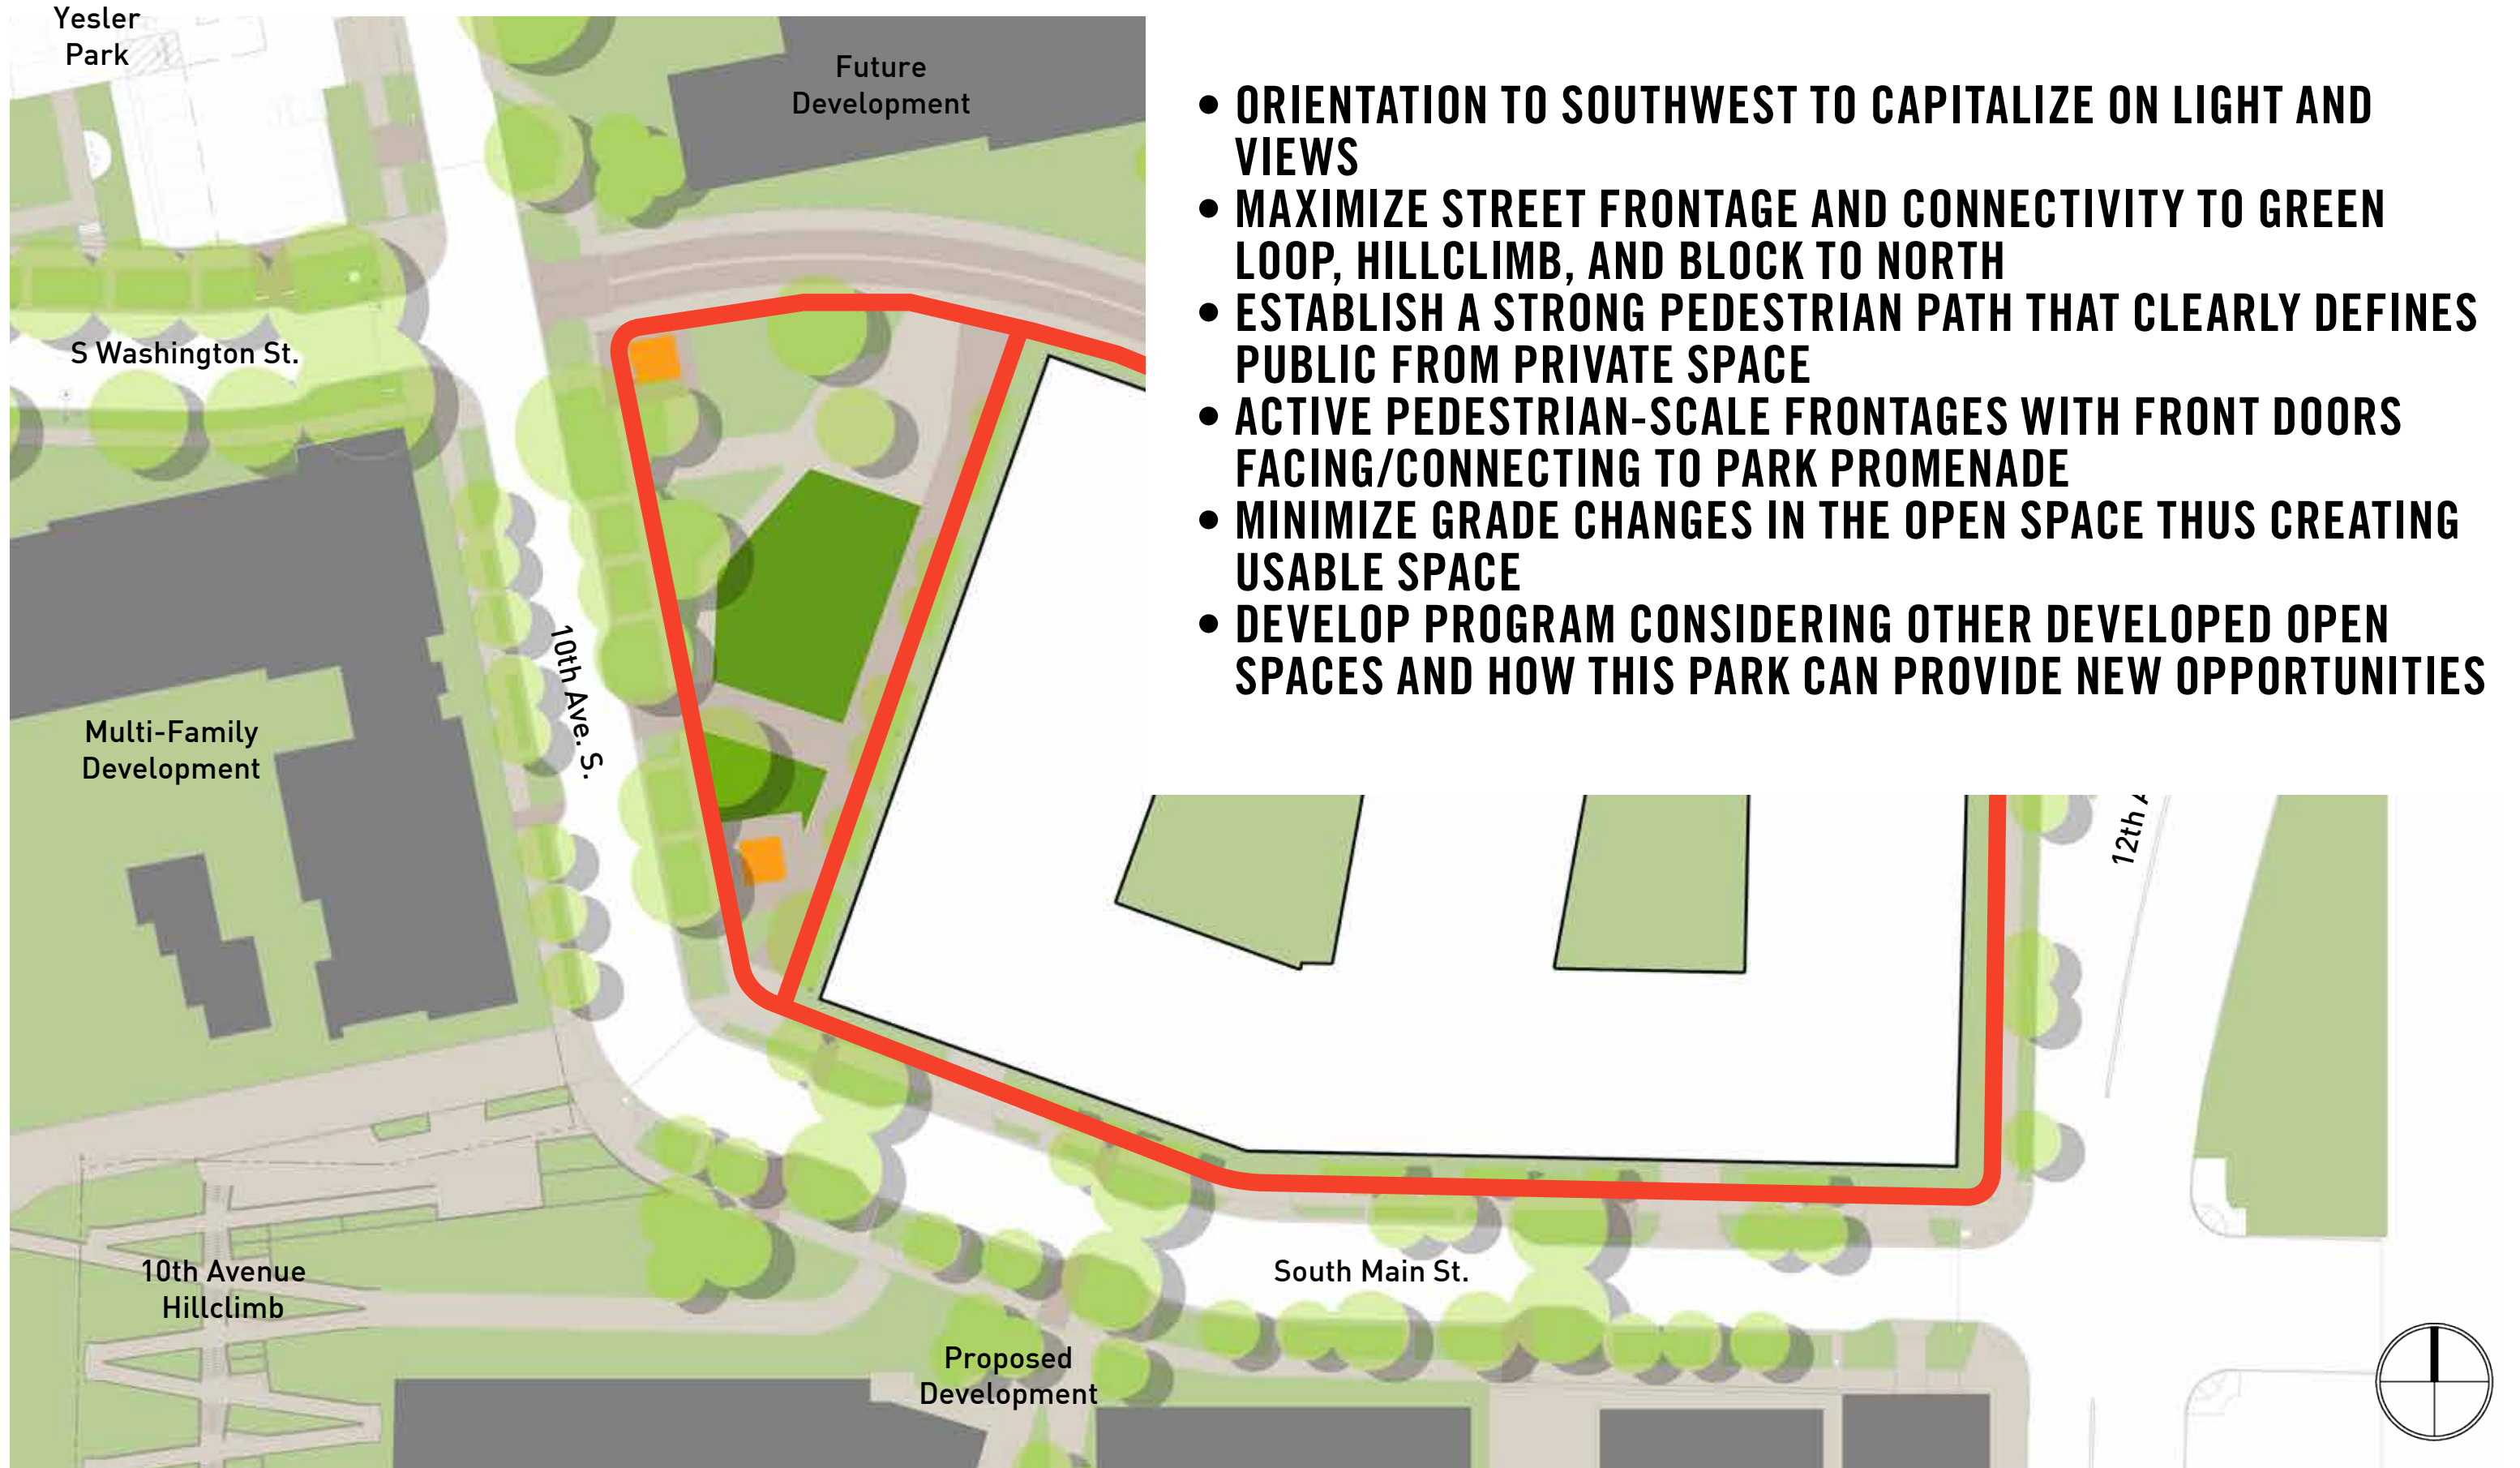 Yesler
Park
Future
Development
S Washington St.
10th Ave. S.
Multi-Family
Development
10th Avenue
Hillclimb
Proposed
Development
South Main St.
12th
• ORIENTATION TO SOUTHWEST TO CAPITALIZE ON LIGHT AND
VIEWS
• MAXIMIZE STREET FRONTAGE AND CONNECTIVITY TO GREEN
LOOP, HILLCLIMB, AND BLOCK TO NORTH
• ESTABLISH A STRONG PEDESTRIAN PATH THAT CLEARLY DEFINES
PUBLIC FROM PRIVATE SPACE
• ACTIVE PEDESTRIAN-SCALE FRONTAGES WITH FRONT DOORS
FACING/CONNECTING TO PARK PROMENADE
• MINIMIZE GRADE CHANGES IN THE OPEN SPACE THUS CREATING
USABLE SPACE
• DEVELOP PROGRAM CONSIDERING OTHER DEVELOPED OPEN
SPACES AND HOW THIS PARK CAN PROVIDE NEW OPPORTUNITIES